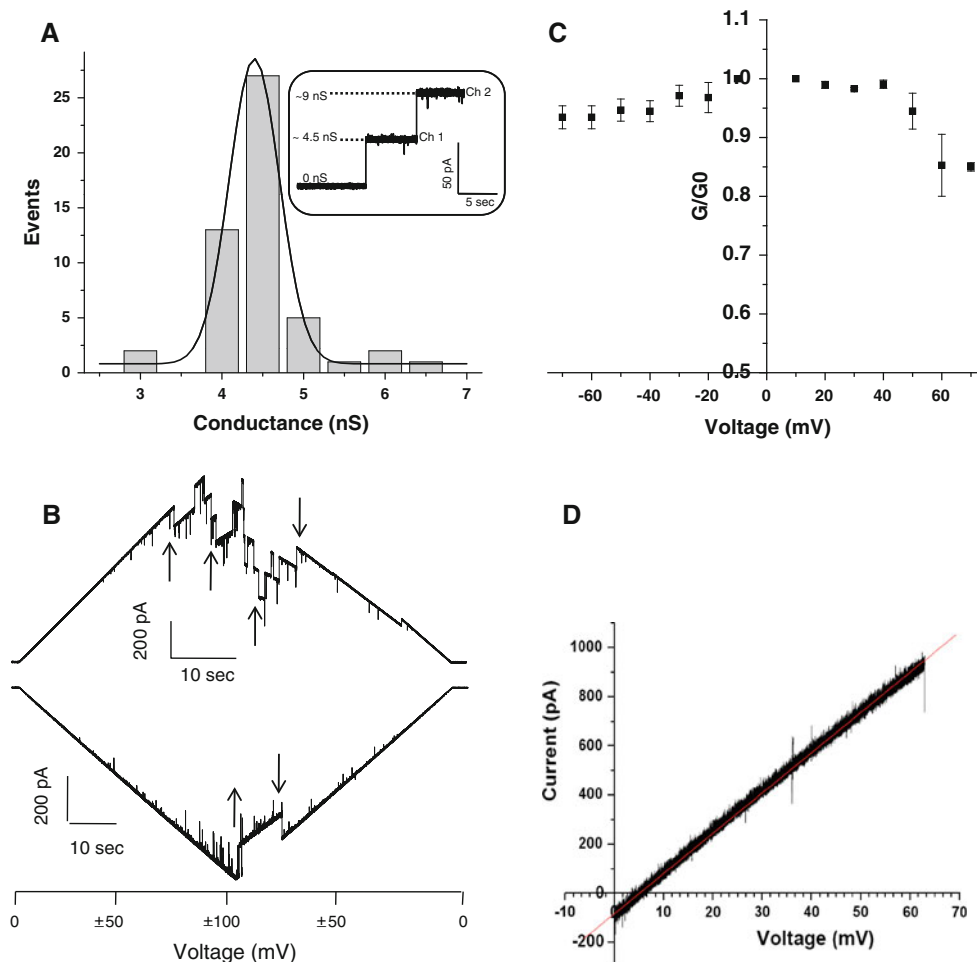 A
Events
25
20
15
10
5
0
3 4 5 6 7
Conductance (nS)
~9 nS
Ch 2
~ 4.5 nS
Ch 1
0 nS
50 pA
5 sec
C
G/G0
1.1
1.0
0.9
0.8
0.7
0.6
0.5
-60 -40 -20 0 20 40 60
Voltage (mV)
B
200 pA
10 sec
200 pA
10 sec
0 ±50 ±100 ±50 0
Voltage (mV)
D
Current (pA)
1000
800
600
400
200
0
-200
-10 0 10 20 30 40 50 60 70
Voltage (mV)